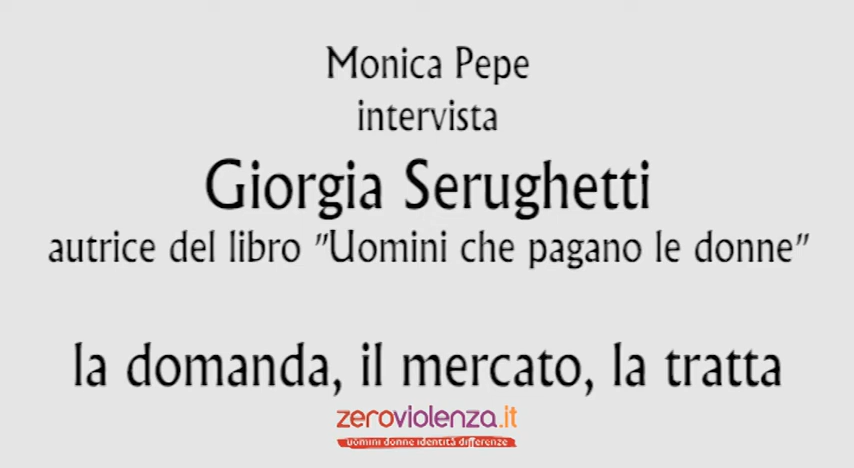 Monica Pepe
intervista
Giorgia Serughetti
autrice del libro "Uomini che pagano le donne"
la domanda, il mercato, la tratta
zeroviolenza.it
uomini donne identità differenze